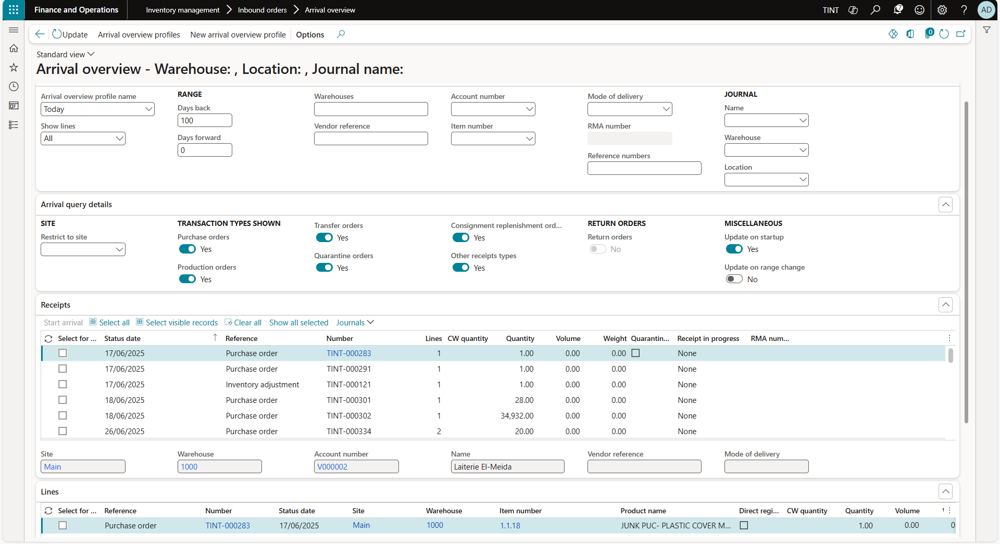 Finance and Operations
Inventory management
Inbound orders
Arrival overview
TINT
7
?
AD
Update
Arrival overview profiles
New arrival overview profile
Options
0
Standard view
Arrival overview - Warehouse: , Location: , Journal name:
Arrival overview profile name
Today
Show lines
All
RANGE
Days back
100
Days forward
0
Warehouses
Vendor reference
Account number
Item number
Mode of delivery
RMA number
Reference numbers
JOURNAL
Name
Warehouse
Location
Arrival query details
SITE
Restrict to site
TRANSACTION TYPES SHOWN
Purchase orders
Yes
Production orders
Yes
Transfer orders
Yes
Quarantine orders
Yes
Consignment replenishment ord...
Yes
Other receipts types
Yes
RETURN ORDERS
Return orders
No
MISCELLANEOUS
Update on startup
Yes
Update on range change
No
Receipts
Start arrival Select all Select visible records Clear all Show all selected Journals
Select for ... Status date Reference Number Lines CW quantity Quantity Volume Weight Quarantin... Receipt in progress RMA num...
17/06/2025 Purchase order TINT-000283 1 1.00 0.00 0.00 None
17/06/2025 Purchase order TINT-000291 1 1.00 0.00 0.00 None
17/06/2025 Inventory adjustment TINT-000121 1 1.00 0.00 0.00 None
18/06/2025 Purchase order TINT-000301 1 28.00 0.00 0.00 None
18/06/2025 Purchase order TINT-000302 1 34,932.00 0.00 0.00 None
26/06/2025 Purchase order TINT-000334 2 20.00 0.00 0.00 None
Site
Main
Warehouse
1000
Account number
V000002
Name
Laiterie El-Meida
Vendor reference
Mode of delivery
Lines
Select for ... Reference Number Status date Site Warehouse Item number Product name Direct regi... CW quantity Quantity Volume
Purchase order TINT-000283 17/06/2025 Main 1000 1.1.18 JUNK PUC- PLASTIC COVER M... 1.00 0.00 0